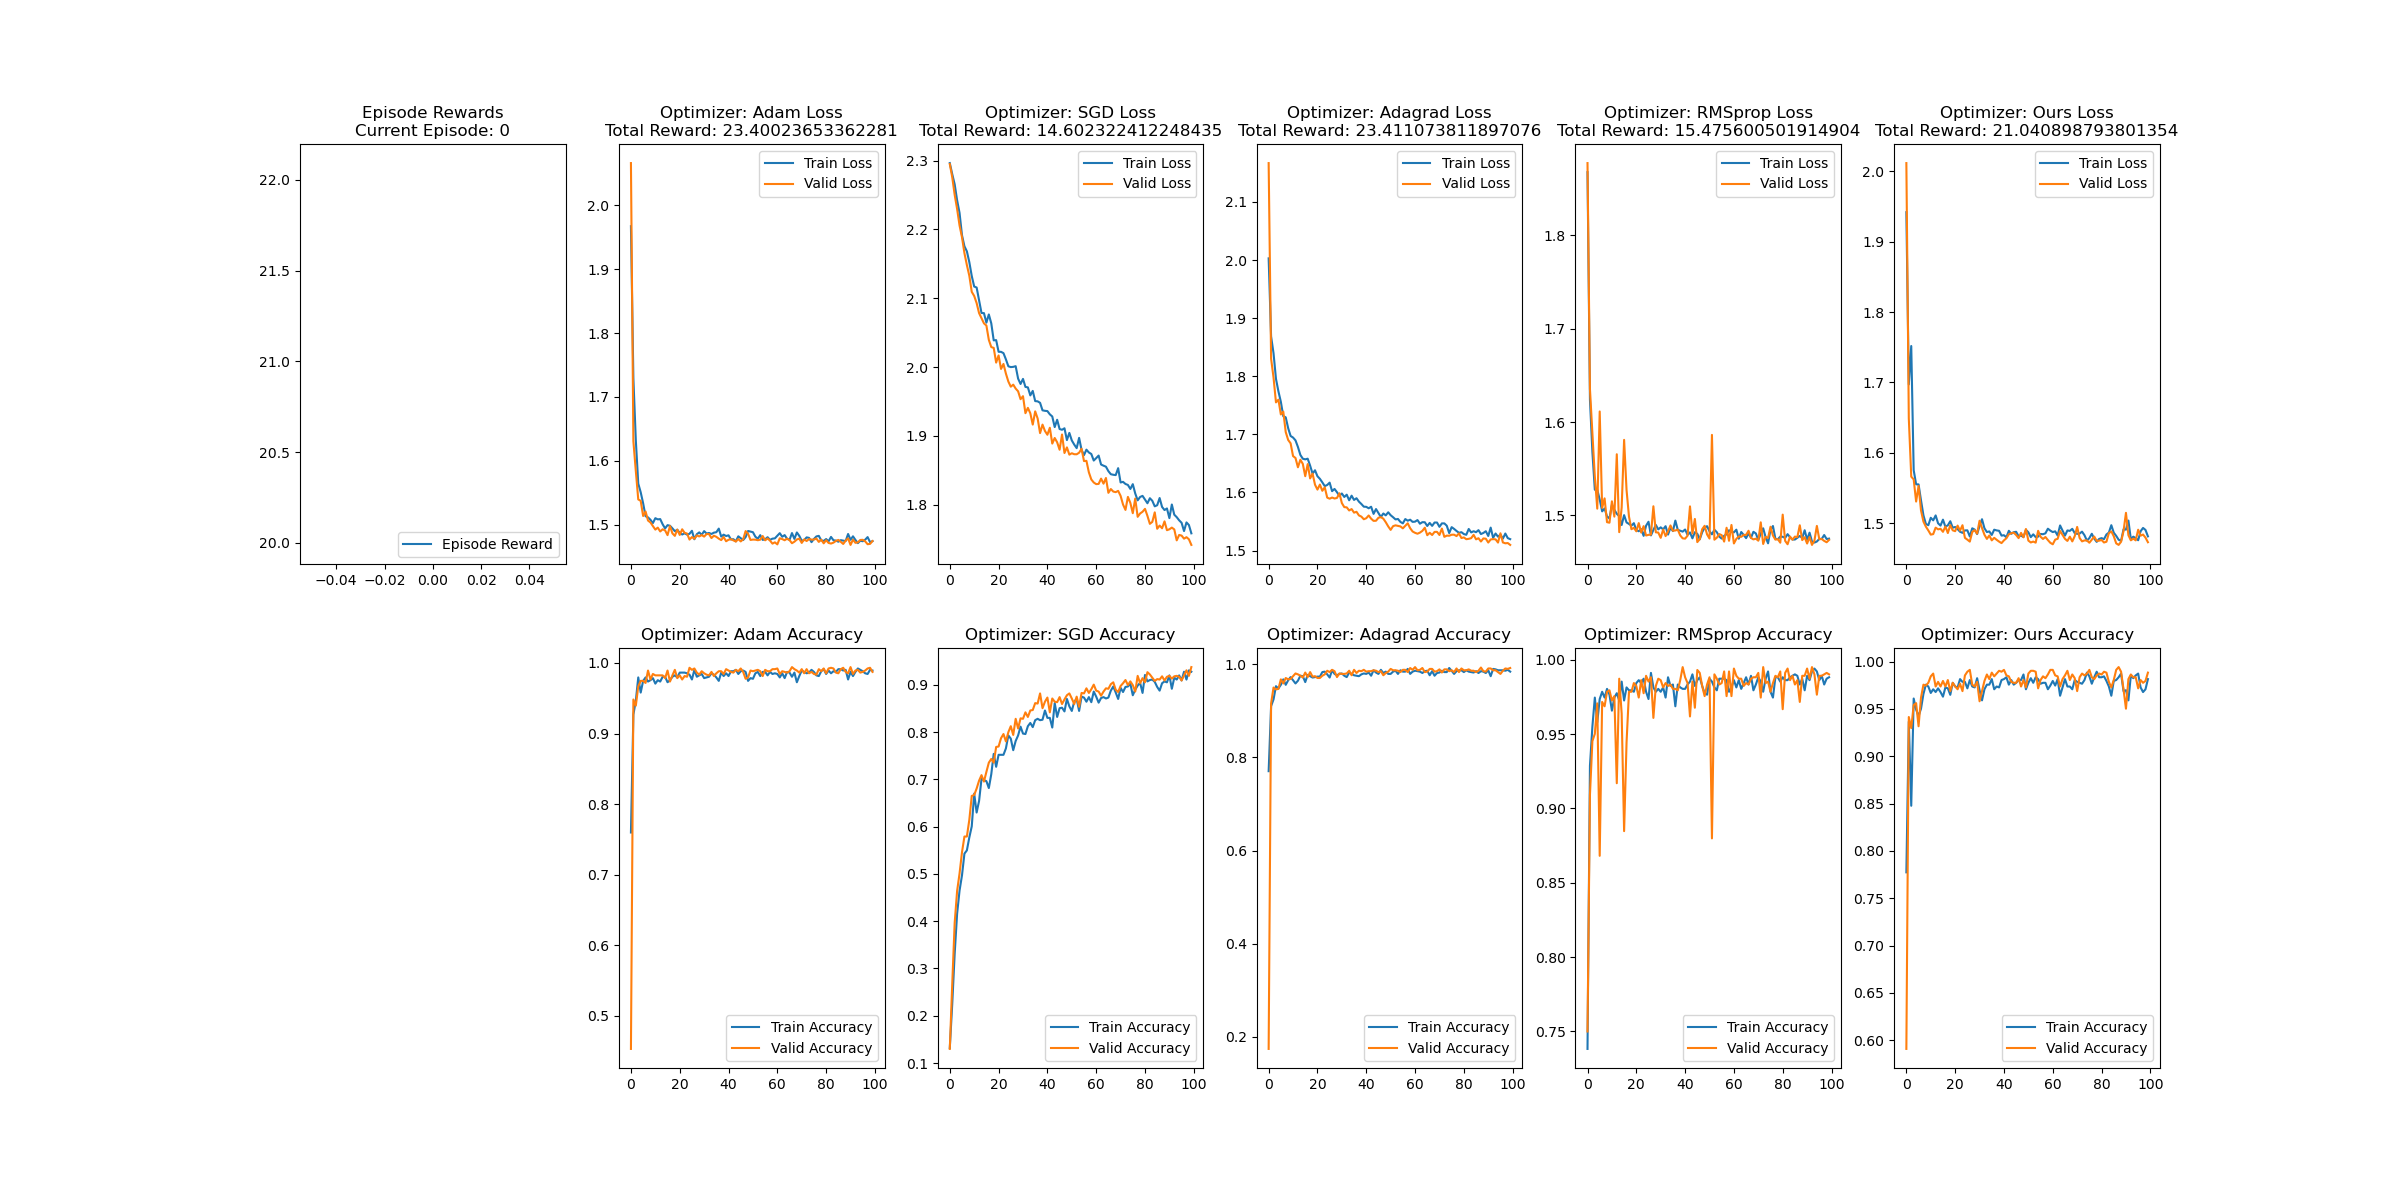 Episode Rewards
Current Episode: 0
22.0
21.5
21.0
20.5
20.0
−0.04 −0.02 0.00 0.02 0.04
Episode Reward
Optimizer: Adam Loss
Total Reward: 23.40023653362281
2.0
1.9
1.8
1.7
1.6
1.5
0 20 40 60 80 100
Train Loss
Valid Loss
Optimizer: SGD Loss
Total Reward: 14.602322412248435
2.3
2.2
2.1
2.0
1.9
1.8
0 20 40 60 80 100
Train Loss
Valid Loss
Optimizer: Adagrad Loss
Total Reward: 23.411073811897076
2.1
2.0
1.9
1.8
1.7
1.6
1.5
0 20 40 60 80 100
Train Loss
Valid Loss
Optimizer: RMSprop Loss
Total Reward: 15.475600501914904
1.8
1.7
1.6
1.5
0 20 40 60 80 100
Train Loss
Valid Loss
Optimizer: Ours Loss
Total Reward: 21.040898793801354
2.0
1.9
1.8
1.7
1.6
1.5
0 20 40 60 80 100
Train Loss
Valid Loss
Optimizer: Adam Accuracy
1.0
0.9
0.8
0.7
0.6
0.5
0 20 40 60 80 100
Train Accuracy
Valid Accuracy
Optimizer: SGD Accuracy
0.9
0.8
0.7
0.6
0.5
0.4
0.3
0.2
0.1
0 20 40 60 80 100
Train Accuracy
Valid Accuracy
Optimizer: Adagrad Accuracy
1.0
0.8
0.6
0.4
0.2
0 20 40 60 80 100
Train Accuracy
Valid Accuracy
Optimizer: RMSprop Accuracy
1.00
0.95
0.90
0.85
0.80
0.75
0 20 40 60 80 100
Train Accuracy
Valid Accuracy
Optimizer: Ours Accuracy
1.00
0.95
0.90
0.85
0.80
0.75
0.70
0.65
0.60
0 20 40 60 80 100
Train Accuracy
Valid Accuracy